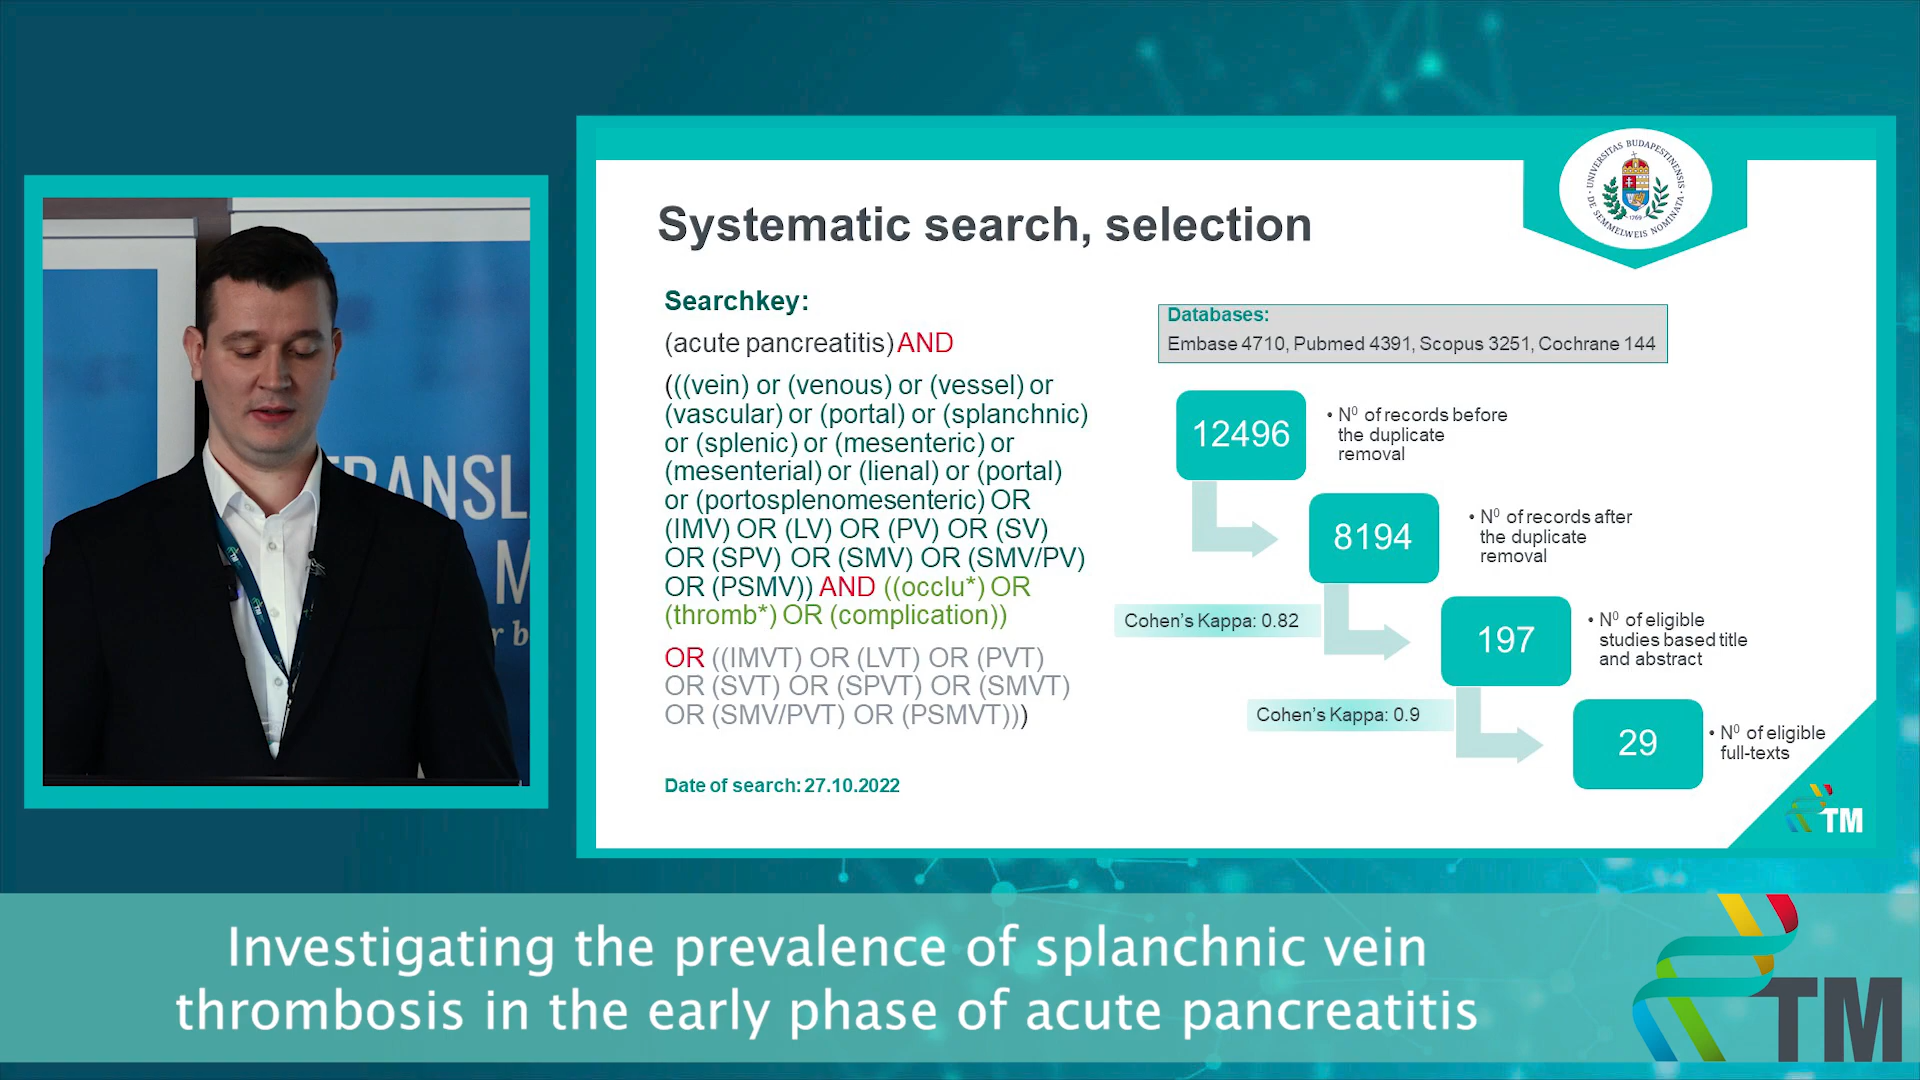 TRANSL
M
r b
UNIVERSITAS BUDAPESTINENSIS DE SEMMELWEIS NOMINATA
1769
Systematic search, selection
Searchkey:
(acute pancreatitis) AND
(((vein) or (venous) or (vessel) or
(vascular) or (portal) or (splanchnic)
or (splenic) or (mesenteric) or
(mesenterial) or (lienal) or (portal)
or (portosplenomesenteric) OR
(IMV) OR (LV) OR (PV) OR (SV)
OR (SPV) OR (SMV) OR (SMV/PV)
OR (PSMV)) AND ((occlu*) OR
(thromb*) OR (complication))
OR ((IMVT) OR (LVT) OR (PVT)
OR (SVT) OR (SPVT) OR (SMVT)
OR (SMV/PVT) OR (PSMVT)))
Date of search: 27.10.2022
Databases:
Embase 4710, Pubmed 4391, Scopus 3251, Cochrane 144
12496
• N⁰ of records before
the duplicate
removal
8194
• N⁰ of records after
the duplicate
removal
Cohen's Kappa: 0.82
197
• N⁰ of eligible
studies based title
and abstract
Cohen's Kappa: 0.9
29
• N⁰ of eligible
full-texts
TM
Investigating the prevalence of splanchnic vein
thrombosis in the early phase of acute pancreatitis
TM